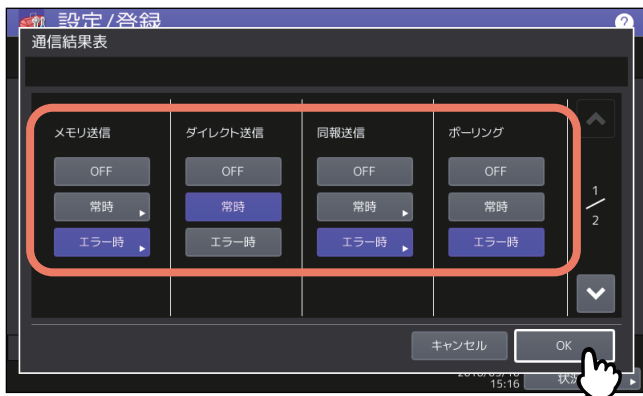 設定/登録
?
通信結果表
メモリ送信 ダイレクト送信 同報送信 ポーリング
OFF OFF OFF OFF
常時 常時 常時 常時
エラー時 エラー時 エラー時 エラー時
1
2
キャンセル OK
15:16